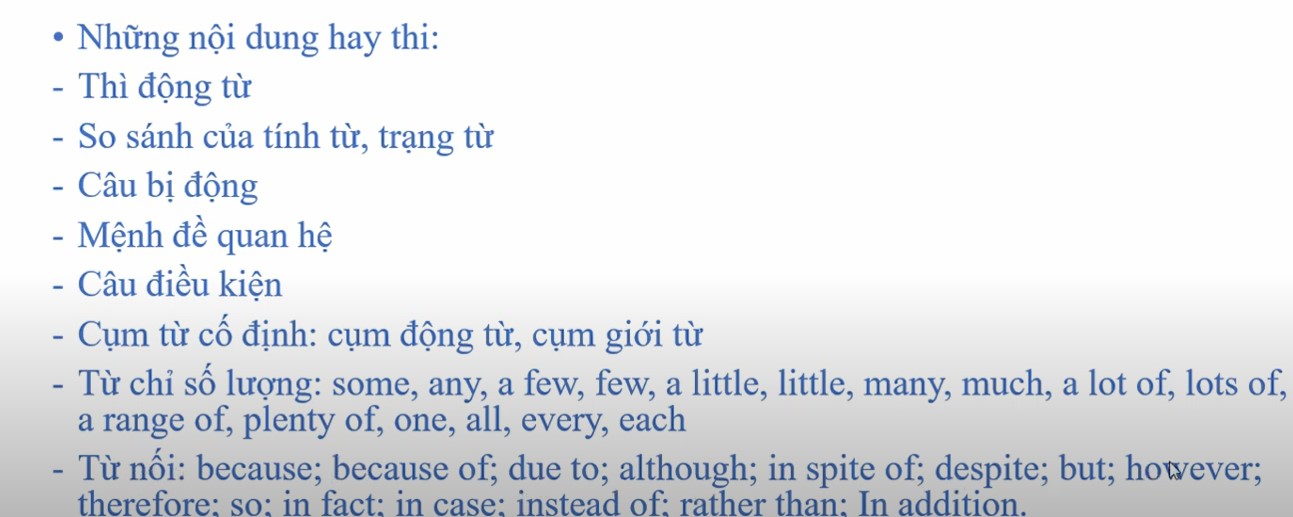 • Những nội dung hay thi:
- Thì động từ
- So sánh của tính từ, trạng từ
- Câu bị động
- Mệnh đề quan hệ
- Câu điều kiện
- Cụm từ cố định: cụm động từ, cụm giới từ
- Từ chỉ số lượng: some, any, a few, few, a little, little, many, much, a lot of, lots of,
a range of, plenty of, one, all, every, each
- Từ nối: because; because of; due to; although; in spite of; despite; but; however;
therefore; so; in fact; in case; instead of; rather than; In addition.